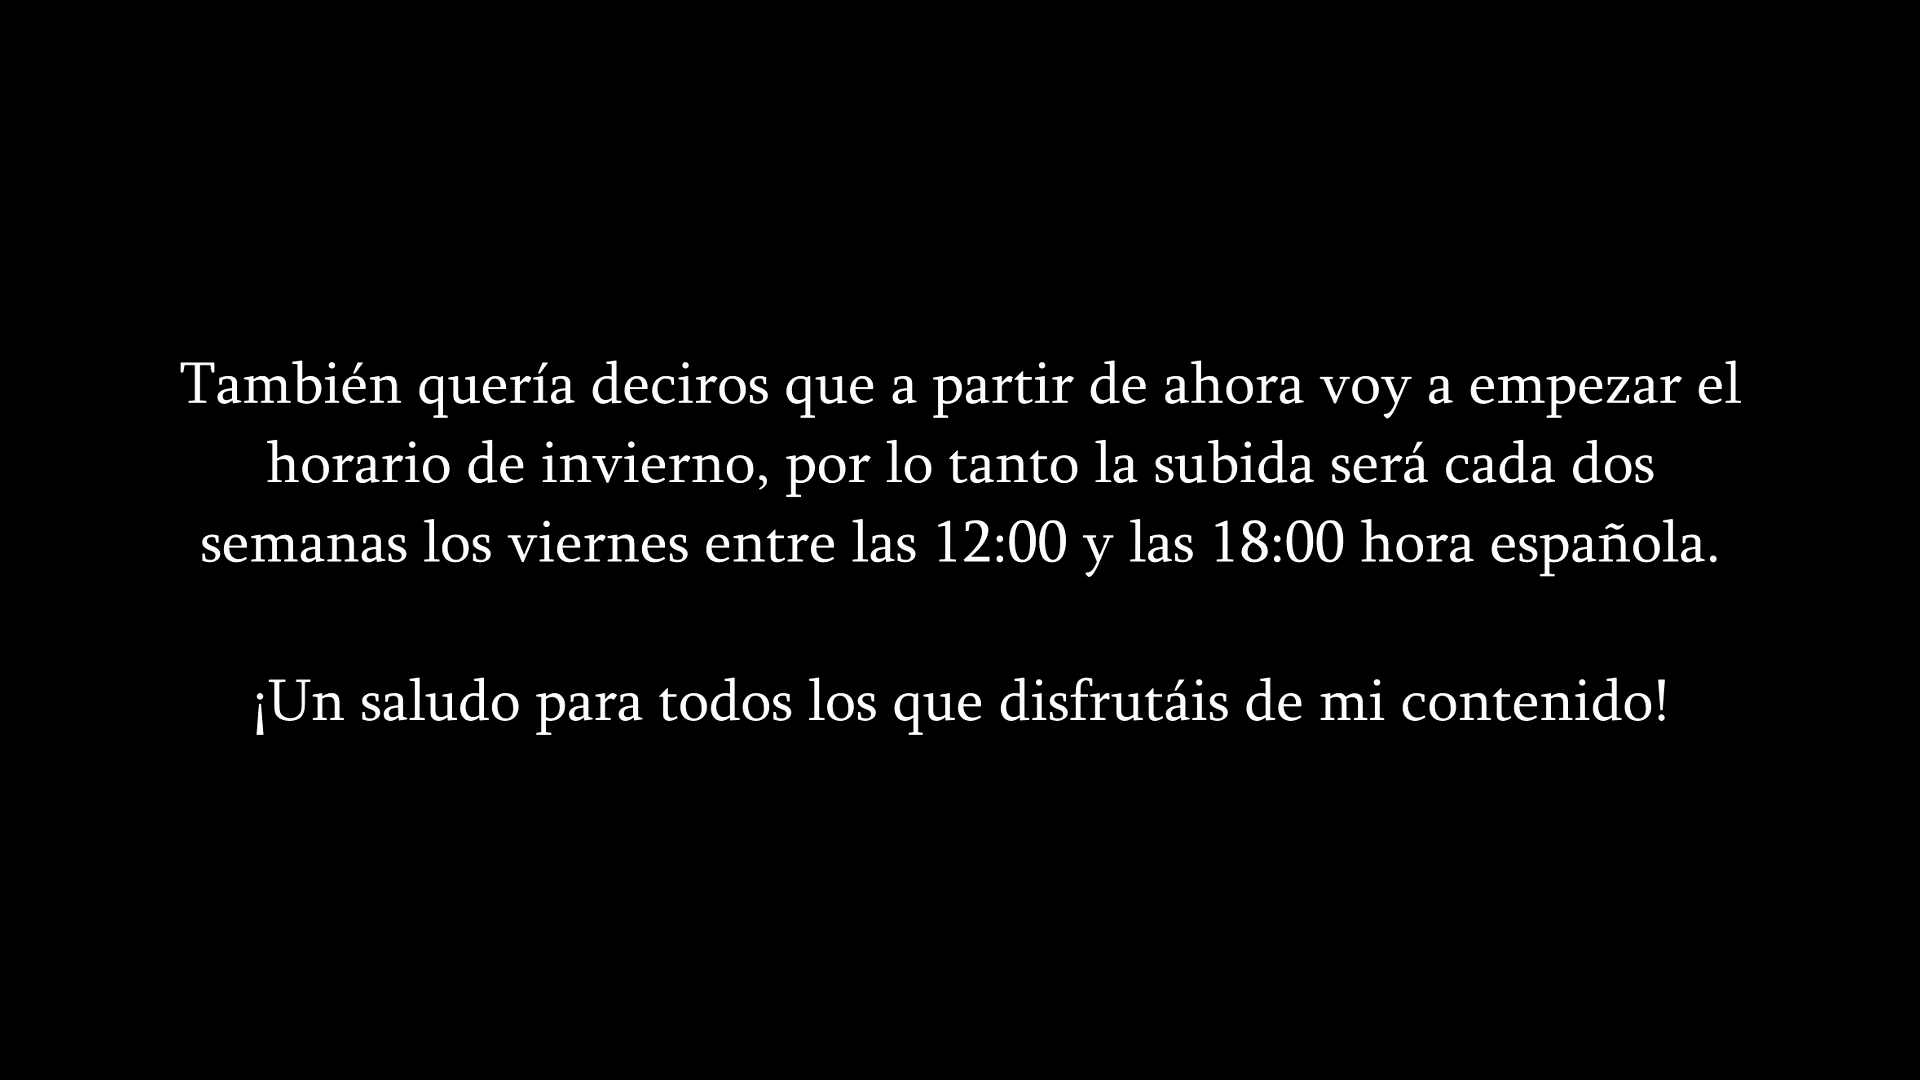 También quería deciros que a partir de ahora voy a empezar el
horario de invierno, por lo tanto la subida será cada dos
semanas los viernes entre las 12:00 y las 18:00 hora española.
¡Un saludo para todos los que disfrutáis de mi contenido!